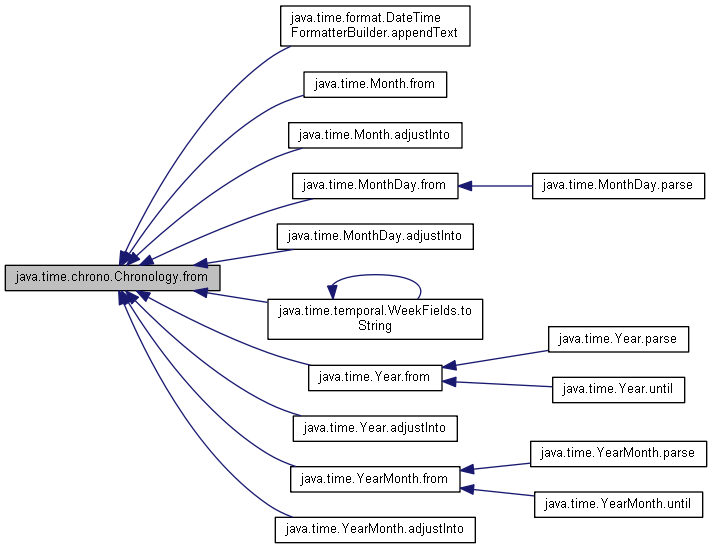 java.time.format.DateTime
FormatterBuilder.appendText
java.time.Month.from
java.time.Month.adjustInto
java.time.MonthDay.from
java.time.MonthDay.parse
java.time.MonthDay.adjustInto
java.time.chrono.Chronology.from
java.time.temporal.WeekFields.to
String
java.time.Year.parse
java.time.Year.from
java.time.Year.until
java.time.Year.adjustInto
java.time.YearMonth.parse
java.time.YearMonth.from
java.time.YearMonth.until
java.time.YearMonth.adjustInto